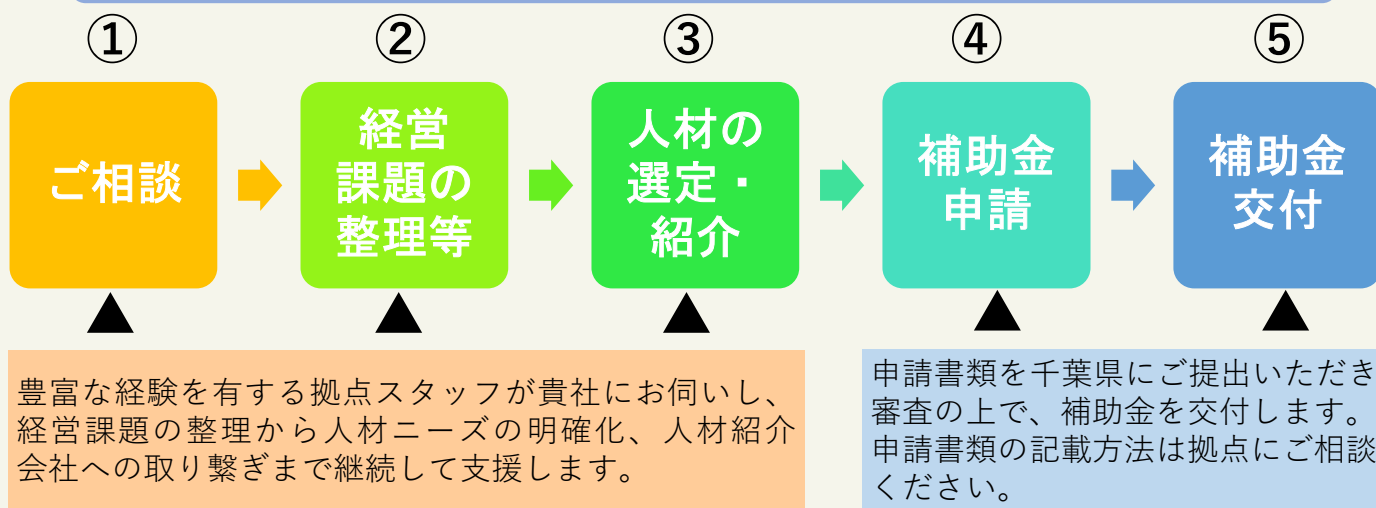 ①
②
③
④
⑤
ご相談
経営
課題の
整理等
人材の
選定・
紹介
補助金
申請
補助金
交付
豊富な経験を有する拠点スタッフが貴社にお伺いし、
経営課題の整理から人材ニーズの明確化、人材紹介
会社への取り繋ぎまで継続して支援します。
申請書類を千葉県にご提出いただき
審査の上で、補助金を交付します。
申請書類の記載方法は拠点にご相談
ください。